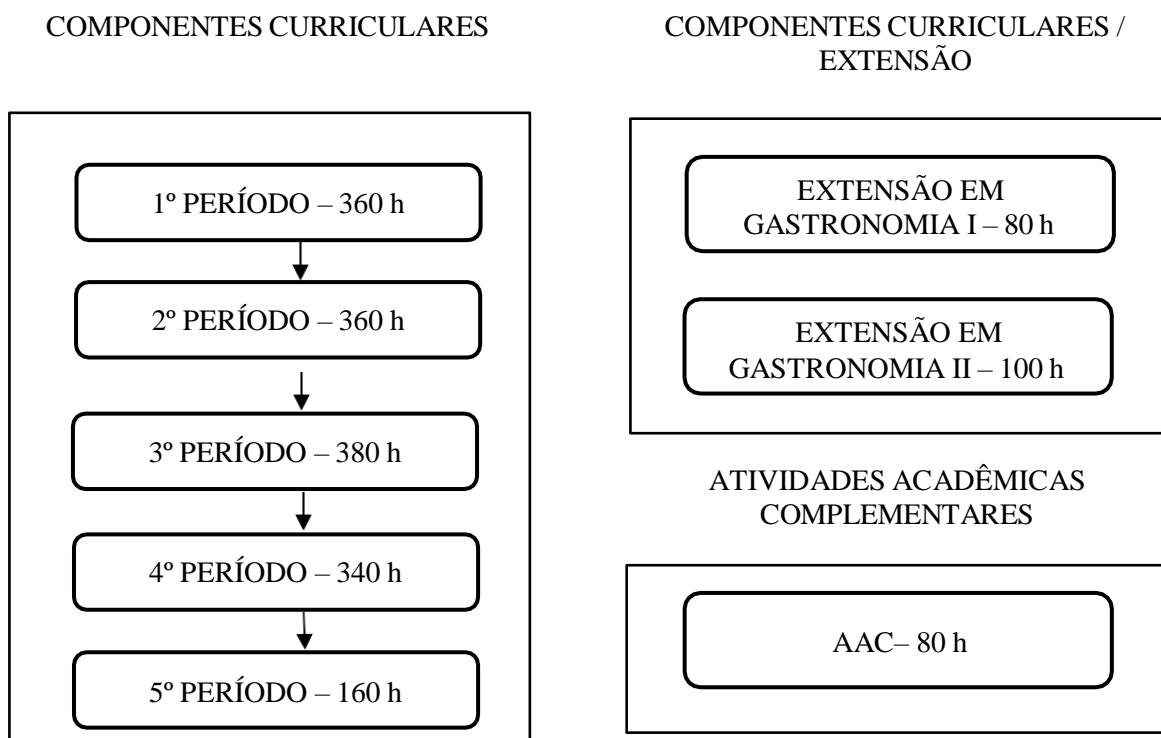 COMPONENTES CURRICULARES
1º PERÍODO – 360 h
2º PERÍODO – 360 h
3º PERÍODO – 380 h
4º PERÍODO – 340 h
5º PERÍODO – 160 h
COMPONENTES CURRICULARES /
EXTENSÃO
EXTENSÃO EM
GASTRONOMIA I – 80 h
EXTENSÃO EM
GASTRONOMIA II – 100 h
ATIVIDADES ACADÊMICAS
COMPLEMENTARES
AAC– 80 h